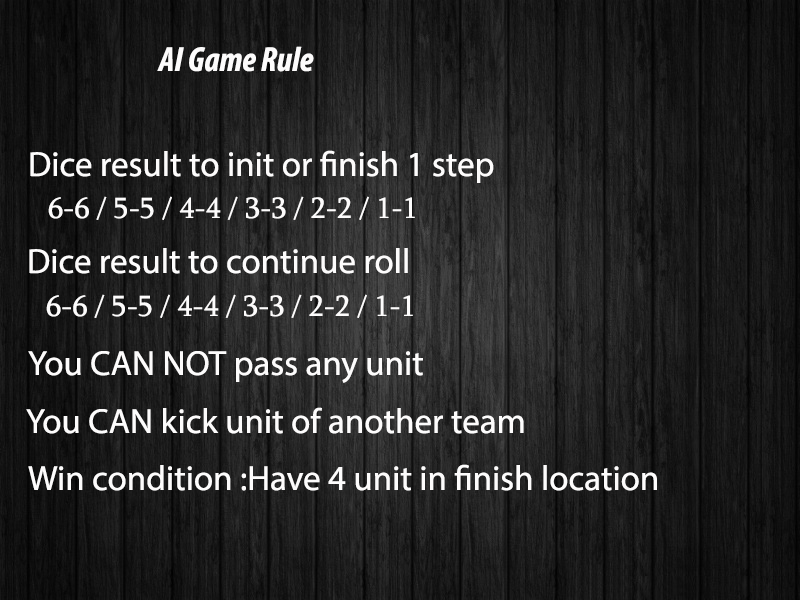 AI Game Rule
Dice result to init or finish 1 step
6-6 / 5-5 / 4-4 / 3-3 / 2-2 / 1-1
Dice result to continue roll
6-6 / 5-5 / 4-4 / 3-3 / 2-2 / 1-1
You CAN NOT pass any unit
You CAN kick unit of another team
Win condition :Have 4 unit in finish location